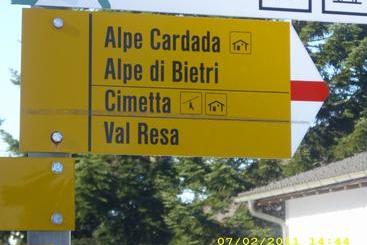 Alpe Cardada
Alpe di Bietri
Cimetta
Val Resa
07/02/2011 14:44